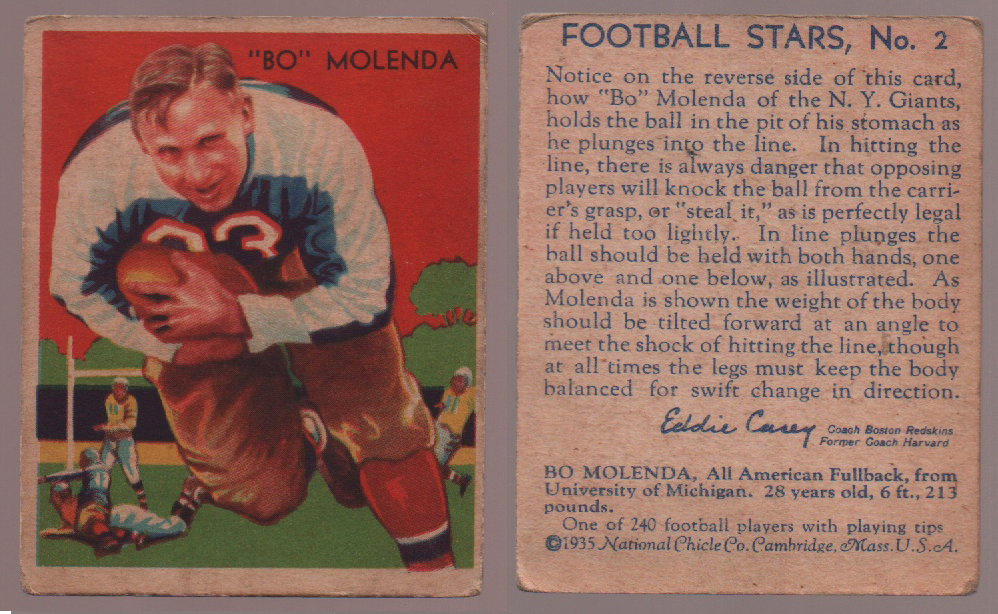 "BO" MOLENDA
23
FOOTBALL STARS, No. 2
Notice on the reverse side of this card,
how "Bo" Molenda of the N. Y. Giants,
holds the ball in the pit of his stomach as
he plunges into the line. In hitting the
line, there is always danger that opposing
players will knock the ball from the carri-
er's grasp, or "steal it," as is perfectly legal
if held too lightly. In line plunges the
ball should be held with both hands, one
above and one below, as illustrated. As
Molenda is shown the weight of the body
should be tilted forward at an angle to
meet the shock of hitting the line, though
at all times the legs must keep the body
balanced for swift change in direction.
Eddie Casey Coach Boston Redskins
Former Coach Harvard
BO MOLENDA, All American Fullback, from
University of Michigan. 28 years old, 6 ft., 213
pounds.
One of 240 football players with playing tips
©1935 National Chicle Co. Cambridge, Mass. U.S.A.